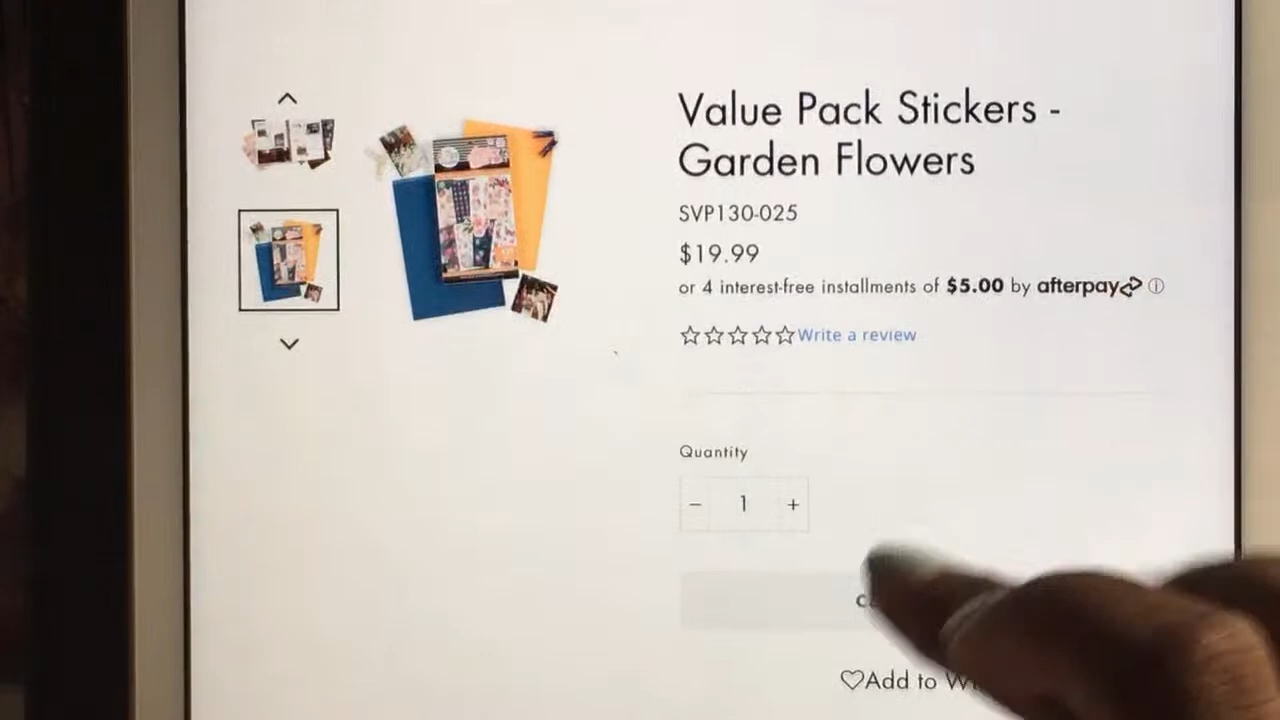 Value Pack Stickers -
Garden Flowers
SVP130-025
$19.99
or 4 interest-free installments of $5.00 by afterpay
Write a review
Quantity
− 1 +
Add to